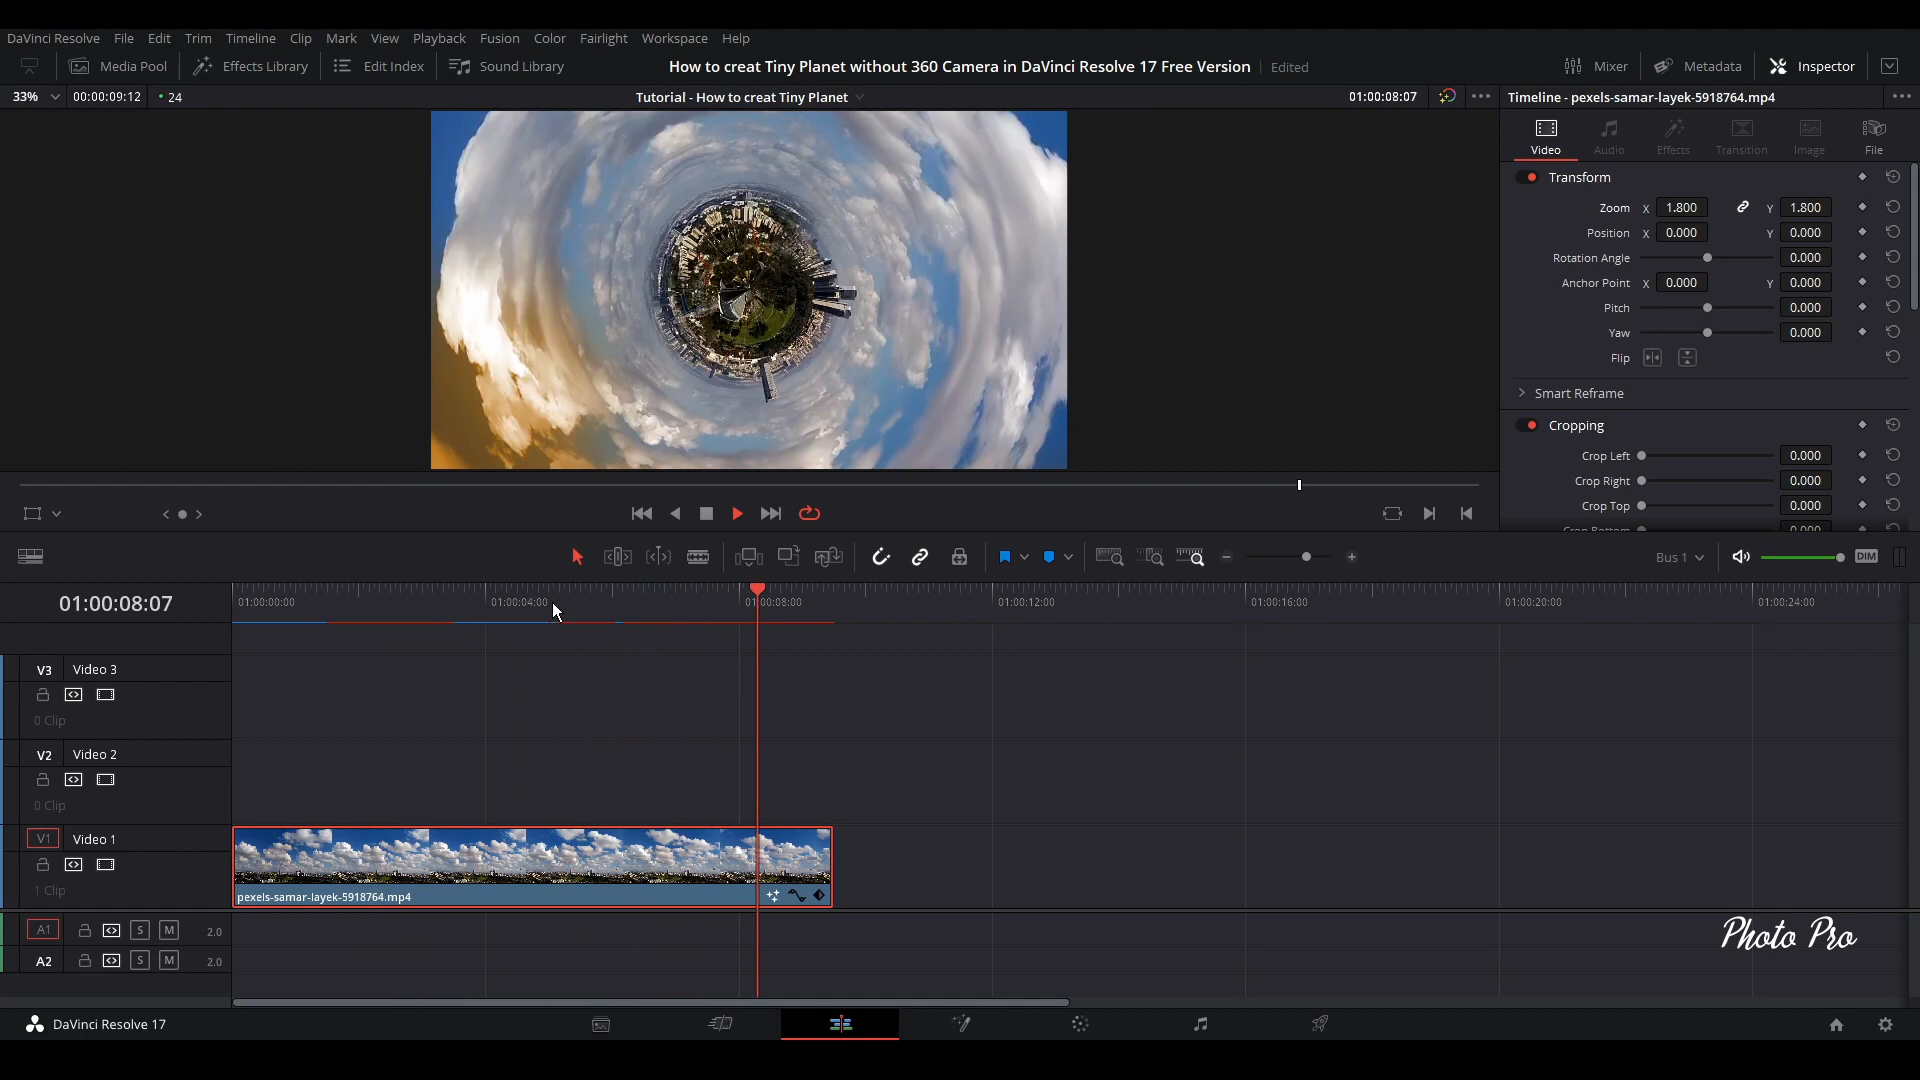 DaVinci Resolve File Edit Trim Timeline Clip Mark View Playback Fusion Color Fairlight Workspace Help
Media Pool Effects Library Edit Index Sound Library How to creat Tiny Planet without 360 Camera in DaVinci Resolve 17 Free Version Edited Mixer Metadata Inspector
33% 00:00:09:12 24 Tutorial - How to creat Tiny Planet 01:00:08:07 Timeline - pexels-samar-layek-5918764.mp4
Video Audio Effects Transition Image File
Transform
Zoom X 1.800 Y 1.800
Position X 0.000 Y 0.000
Rotation Angle 0.000
Anchor Point X 0.000 Y 0.000
Pitch 0.000
Yaw 0.000
Flip
Smart Reframe
Cropping
Crop Left 0.000
Crop Right 0.000
Crop Top 0.000
Crop Bottom 0.000
Bus 1 DIM
01:00:08:07 01:00:00:00 01:00:04:00 01:00:08:00 01:00:12:00 01:00:16:00 01:00:20:00 01:00:24:00
V3 Video 3
0 Clip
V2 Video 2
0 Clip
V1 Video 1
1 Clip
pexels-samar-layek-5918764.mp4
A1 S M 2.0
A2 S M 2.0
Photo Pro
DaVinci Resolve 17